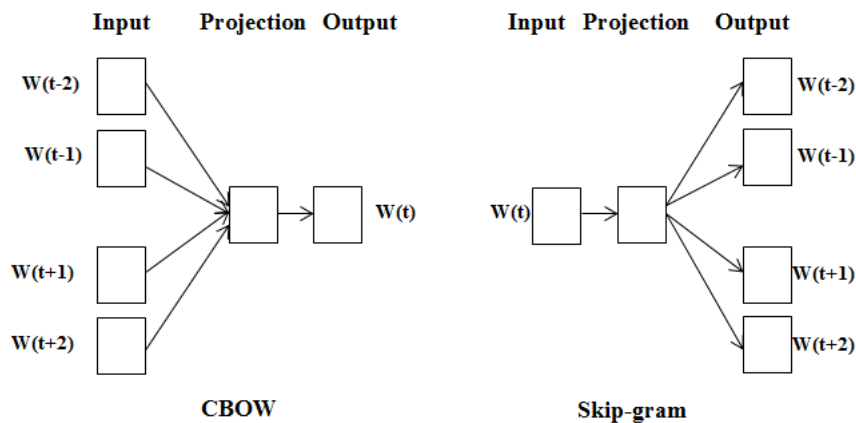 Input Projection Output
W(t-2)
W(t-1)
W(t)
W(t+1)
W(t+2)
CBOW
Input Projection Output
W(t-2)
W(t-1)
W(t)
W(t+1)
W(t+2)
Skip-gram